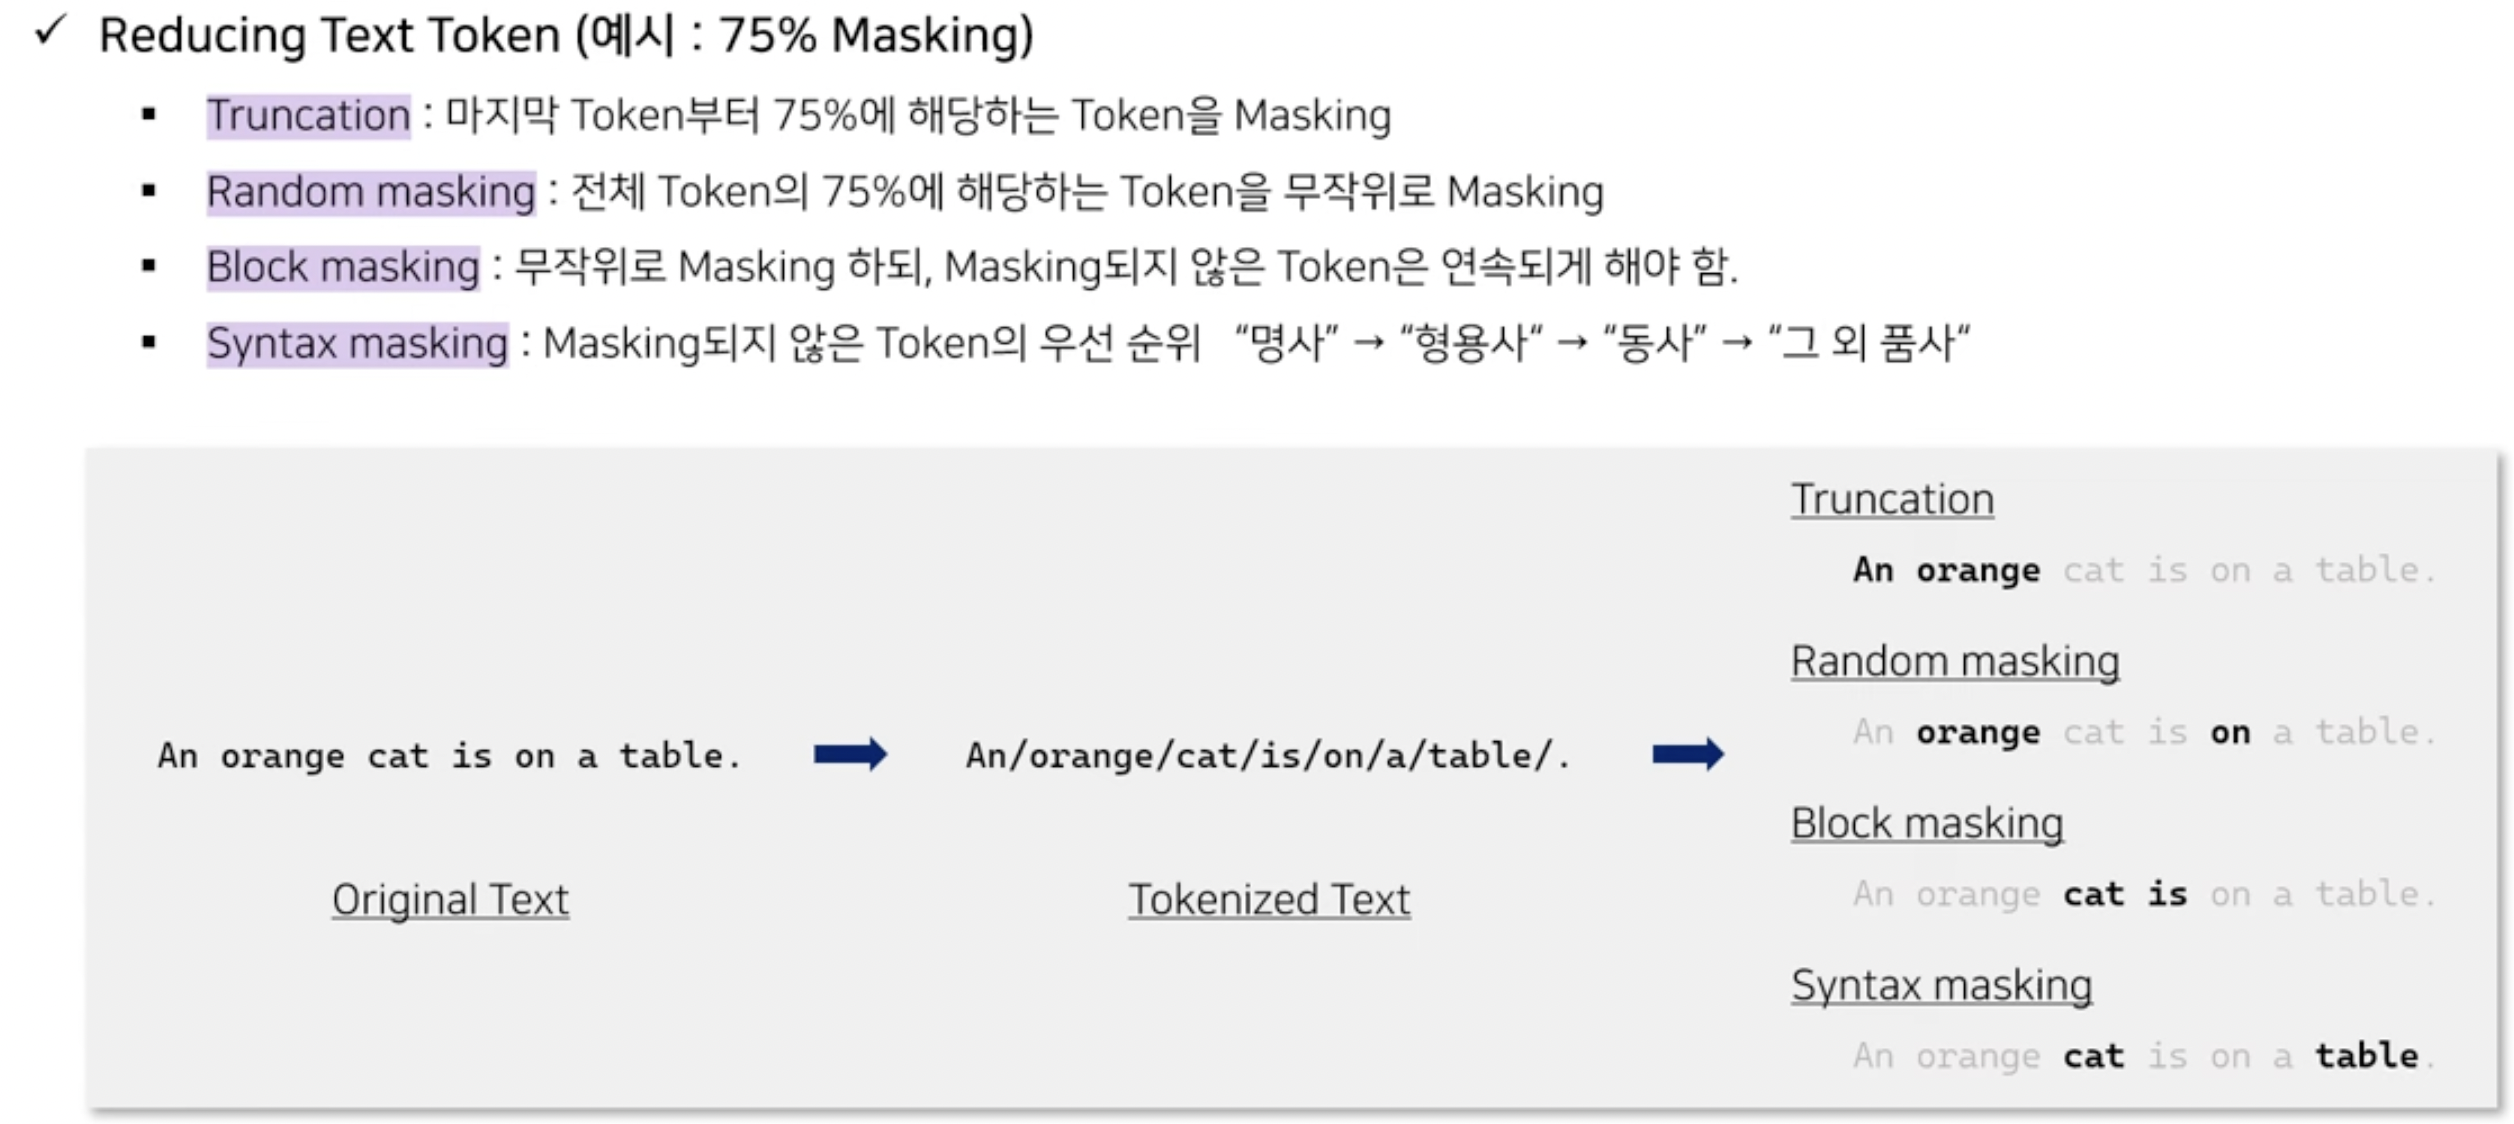 ✓ Reducing Text Token (예시 : 75% Masking)
▪ Truncation : 마지막 Token부터 75%에 해당하는 Token을 Masking
▪ Random masking : 전체 Token의 75%에 해당하는 Token을 무작위로 Masking
▪ Block masking : 무작위로 Masking 하되, Masking되지 않은 Token은 연속되게 해야 함.
▪ Syntax masking : Masking되지 않은 Token의 우선 순위 “명사” → “형용사“ → “동사” → “그 외 품사“
An orange cat is on a table.
Original Text
An/orange/cat/is/on/a/table/.
Tokenized Text
Truncation
An orange cat is on a table.
Random masking
An orange cat is on a table.
Block masking
An orange cat is on a table.
Syntax masking
An orange cat is on a table.